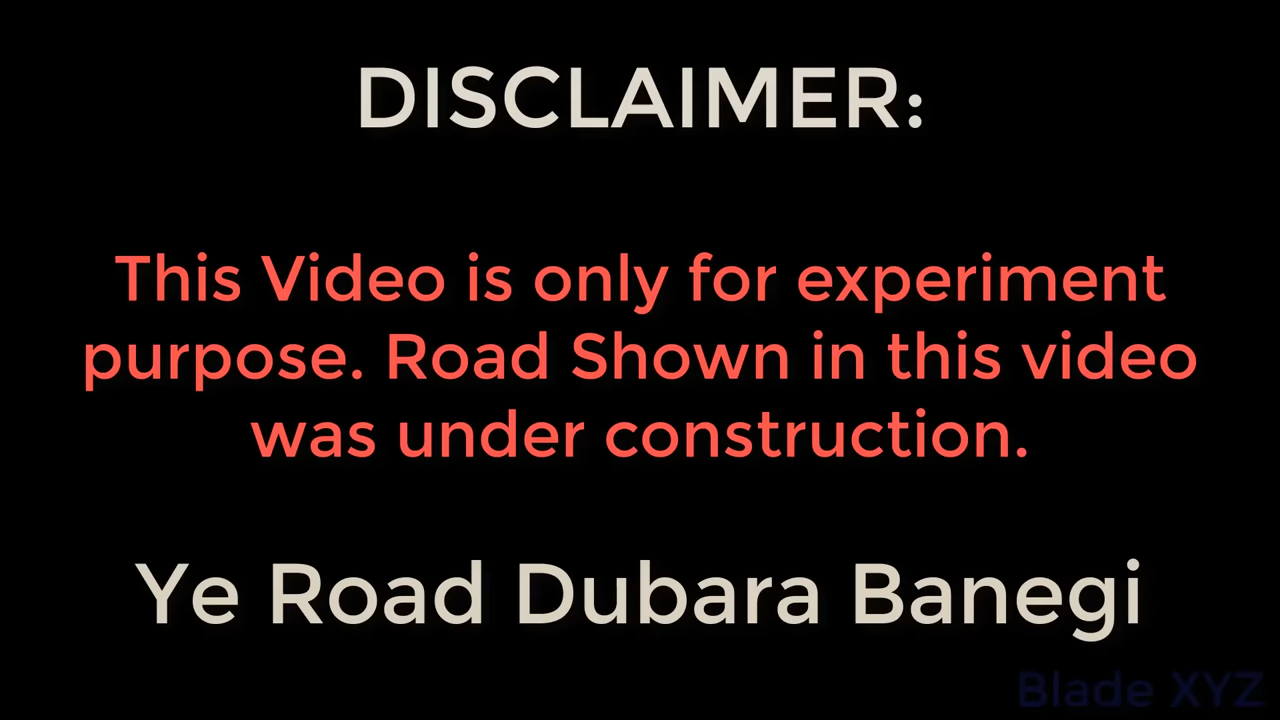 DISCLAIMER:
This Video is only for experiment
purpose. Road Shown in this video
was under construction.
Ye Road Dubara Banegi
Blade XYZ